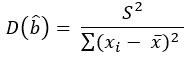 D(b̂) = S² / ∑(xᵢ − x̄)²